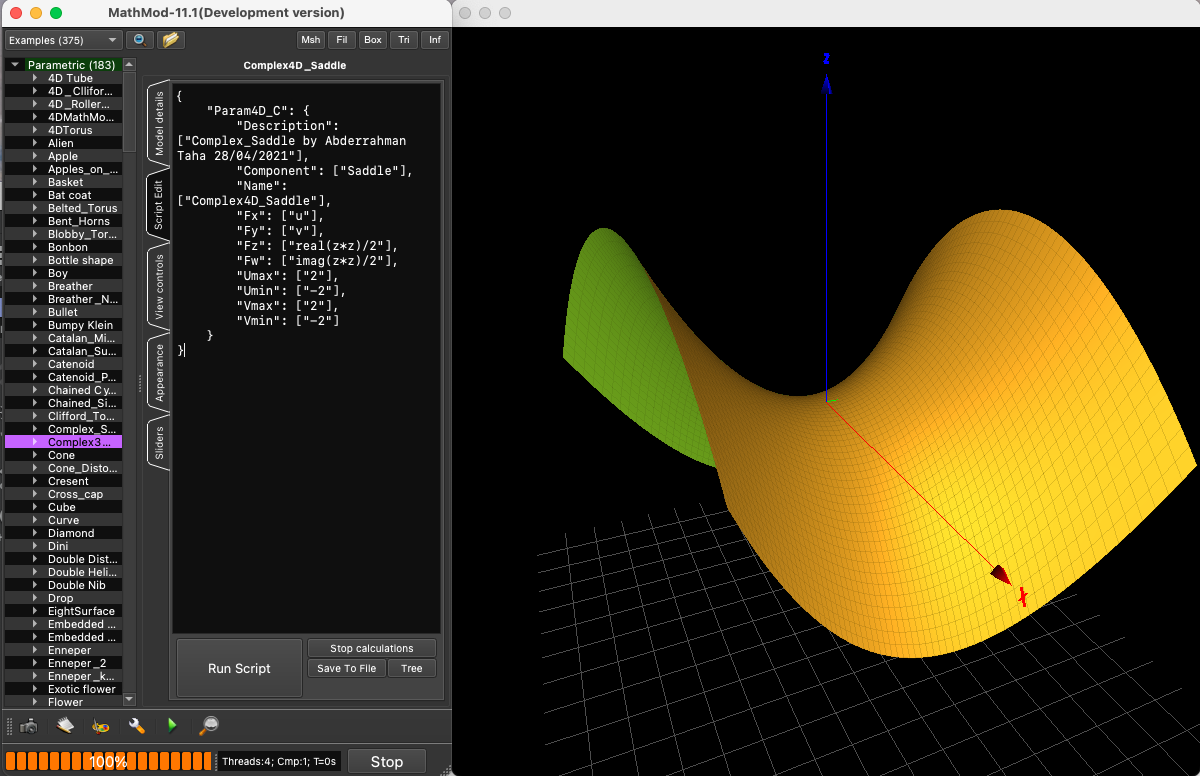 MathMod-11.1(Development version)
Examples (375)
Msh
Fil
Box
Tri
Inf
Parametric (183)
4D Tube
4D_Cllifor...
4D_Roller...
4DMathMo...
4DTorus
Alien
Apple
Apples_on_...
Basket
Bat coat
Belted_Torus
Bent_Horns
Blobby_Tor...
Bonbon
Bottle shape
Boy
Breather
Breather_N...
Bullet
Bumpy Klein
Catalan_Mi...
Catalan_Su...
Catenoid
Catenoid_P...
Chained Cy...
Chained_Si...
Clifford_To...
Complex_S...
Complex3...
Cone
Cone_Disto...
Cresent
Cross_cap
Cube
Curve
Diamond
Dini
Double Dist...
Double Heli...
Double Nib
Drop
EightSurface
Embedded ...
Embedded ...
Enneper
Enneper_2
Enneper_k...
Exotic flower
Flower
Model details
Script Edit
View controls
Appearance
Sliders
Complex4D_Saddle
{
"Param4D_C": {
"Description":
["Complex_Saddle by Abderrahman
Taha 28/04/2021"],
"Component": ["Saddle"],
"Name":
["Complex4D_Saddle"],
"Fx": ["u"],
"Fy": ["v"],
"Fz": ["real(z*z)/2"],
"Fw": ["imag(z*z)/2"],
"Umax": ["2"],
"Umin": ["-2"],
"Vmax": ["2"],
"Vmin": ["-2"]
}
}
Run Script
Stop calculations
Save To File
Tree
100%
Threads:4; Cmp:1; T=0s
Stop
Z
X